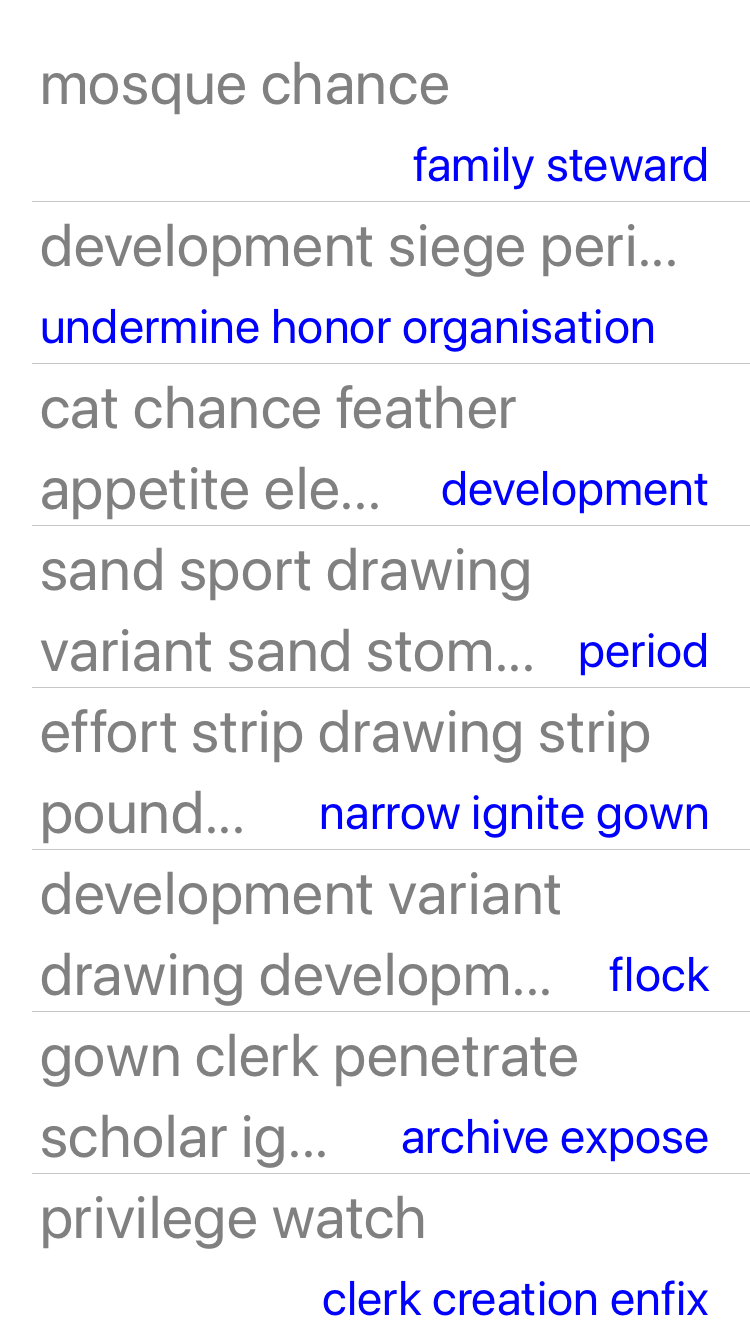 mosque chance
family steward
development siege peri...
undermine honor organisation
cat chance feather
appetite ele... development
sand sport drawing
variant sand stom... period
effort strip drawing strip
pound... narrow ignite gown
development variant
drawing developm... flock
gown clerk penetrate
scholar ig... archive expose
privilege watch
clerk creation enfix